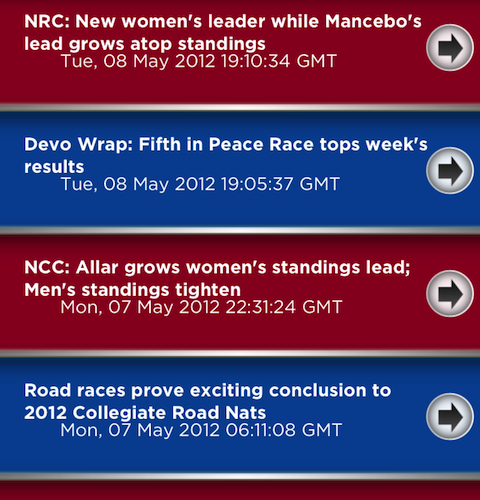 NRC: New women's leader while Mancebo's
lead grows atop standings
Tue, 08 May 2012 19:10:34 GMT
Devo Wrap: Fifth in Peace Race tops week's
results
Tue, 08 May 2012 19:05:37 GMT
NCC: Allar grows women's standings lead;
Men's standings tighten
Mon, 07 May 2012 22:31:24 GMT
Road races prove exciting conclusion to
2012 Collegiate Road Nats
Mon, 07 May 2012 06:11:08 GMT